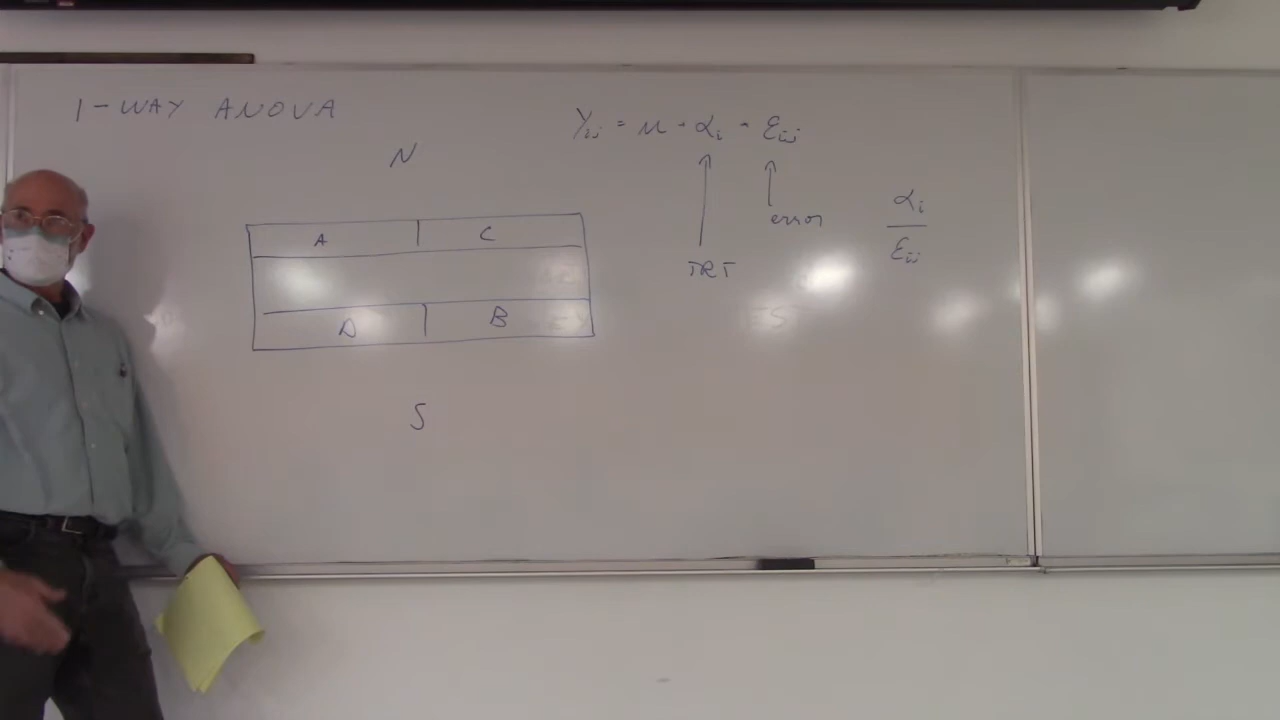 1-WAY ANOVA
Yij = μ + αi + εij
N
error
TRT
αi
εij
A C
D B
S